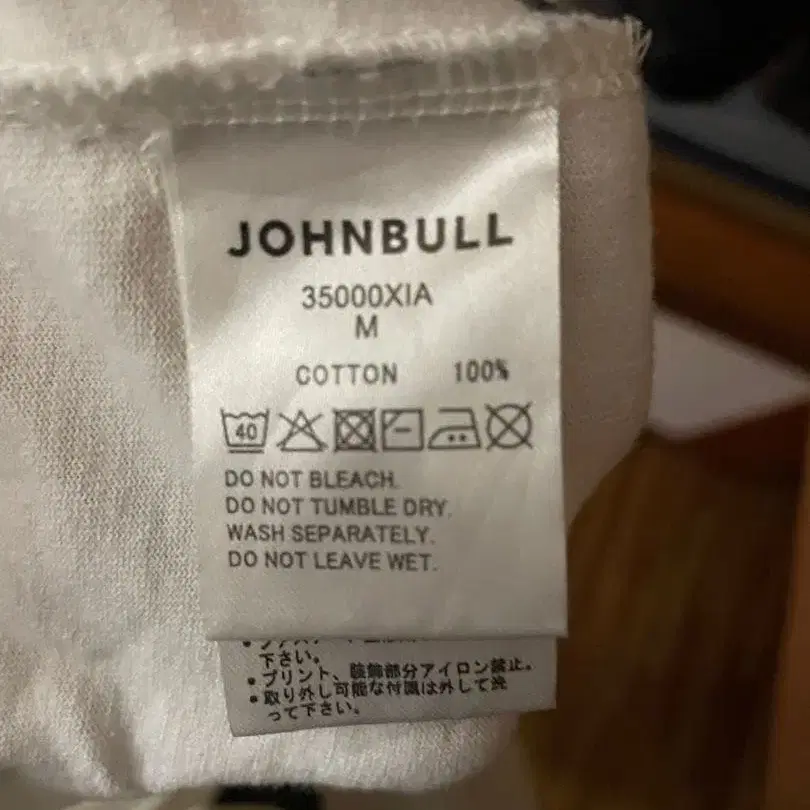 JOHNBULL
35000XIA
M
COTTON 100%
40
DO NOT BLEACH.
DO NOT TUMBLE DRY.
WASH SEPARATELY.
DO NOT LEAVE WET.
下さい。
•プリント、装飾部分アイロン禁止。
•取り外し可能な付属は外して洗
って下さい。